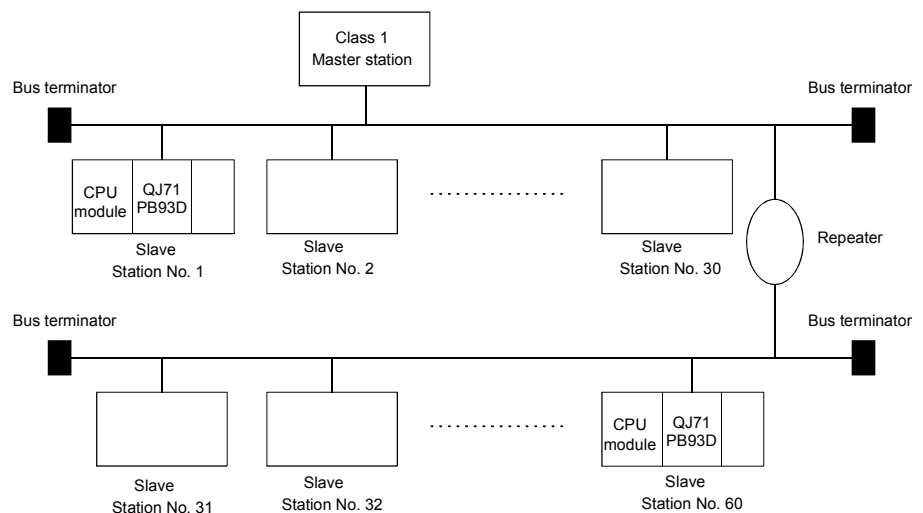 Class 1
Master station
Bus terminator
Bus terminator
CPU
module
QJ71
PB93D
Slave
Station No. 1
Slave
Station No. 2
Slave
Station No. 30
Repeater
Bus terminator
Bus terminator
CPU
module
QJ71
PB93D
Slave
Station No. 31
Slave
Station No. 32
Slave
Station No. 60